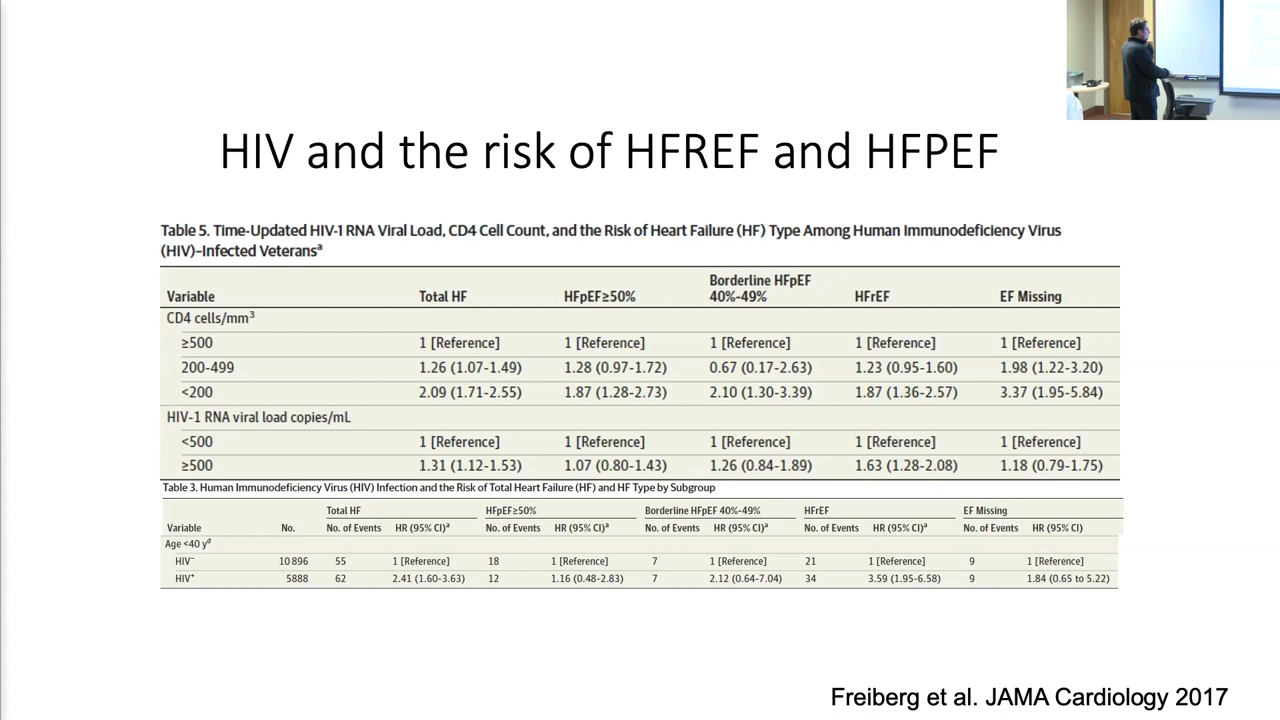 HIV and the risk of HFREF and HFPEF
Table 5. Time-Updated HIV-1 RNA Viral Load, CD4 Cell Count, and the Risk of Heart Failure (HF) Type Among Human Immunodeficiency Virus
(HIV)–Infected Veteransᵃ
Borderline HFpEF
Variable Total HF HFpEF≥50% 40%-49% HFrEF EF Missing
CD4 cells/mm³
≥500 1 [Reference] 1 [Reference] 1 [Reference] 1 [Reference] 1 [Reference]
200-499 1.26 (1.07-1.49) 1.28 (0.97-1.72) 0.67 (0.17-2.63) 1.23 (0.95-1.60) 1.98 (1.22-3.20)
<200 2.09 (1.71-2.55) 1.87 (1.28-2.73) 2.10 (1.30-3.39) 1.87 (1.36-2.57) 3.37 (1.95-5.84)
HIV-1 RNA viral load copies/mL
<500 1 [Reference] 1 [Reference] 1 [Reference] 1 [Reference] 1 [Reference]
≥500 1.31 (1.12-1.53) 1.07 (0.80-1.43) 1.26 (0.84-1.89) 1.63 (1.28-2.08) 1.18 (0.79-1.75)
Table 3. Human Immunodeficiency Virus (HIV) Infection and the Risk of Total Heart Failure (HF) and HF Type by Subgroup
Total HF HFpEF≥50% Borderline HFpEF 40%-49% HFrEF EF Missing
Variable No. No. of Events HR (95% CI)ᵃ No. of Events HR (95% CI)ᵃ No. of Events HR (95% CI)ᵃ No. of Events HR (95% CI)ᵃ No. of Events HR (95% CI)
Age <40 yᵈ
HIV⁻ 10 896 55 1 [Reference] 18 1 [Reference] 7 1 [Reference] 21 1 [Reference] 9 1 [Reference]
HIV⁺ 5888 62 2.41 (1.60-3.63) 12 1.16 (0.48-2.83) 7 2.12 (0.64-7.04) 34 3.59 (1.95-6.58) 9 1.84 (0.65 to 5.22)
Freiberg et al. JAMA Cardiology 2017